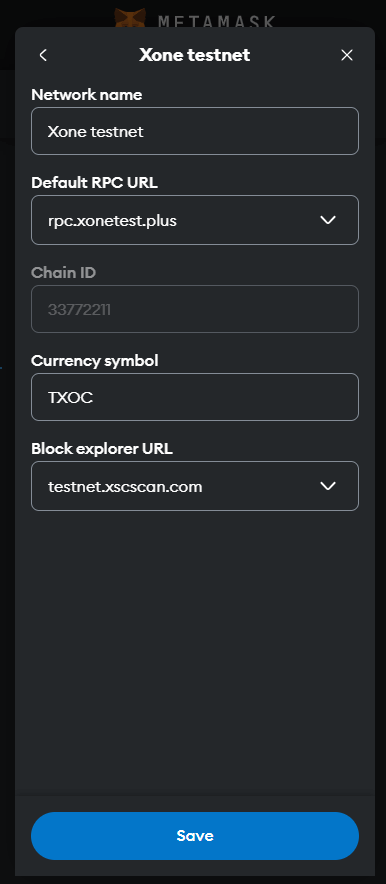 METAMASK
Xone testnet
Network name
Xone testnet
Default RPC URL
rpc.xonetest.plus
Chain ID
33772211
Currency symbol
TXOC
Block explorer URL
testnet.xscscan.com
Save